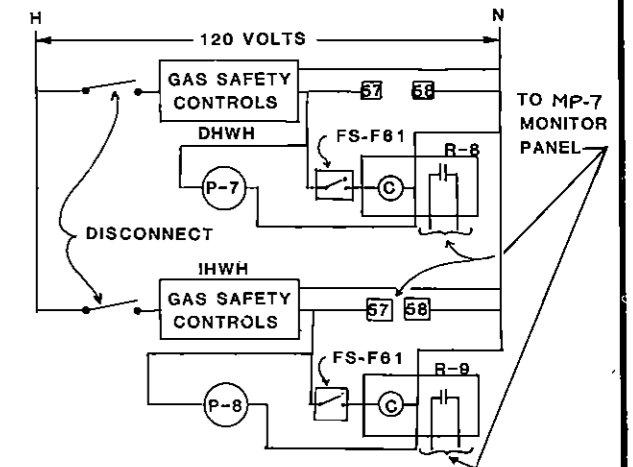 H
N
120 VOLTS
GAS SAFETY
CONTROLS
57
58
TO MP-7
MONITOR
PANEL
DHWH
FS-F61
R-8
P-7
C
DISCONNECT
IHWH
GAS SAFETY
CONTROLS
57
58
FS-F61
R-9
P-8
C